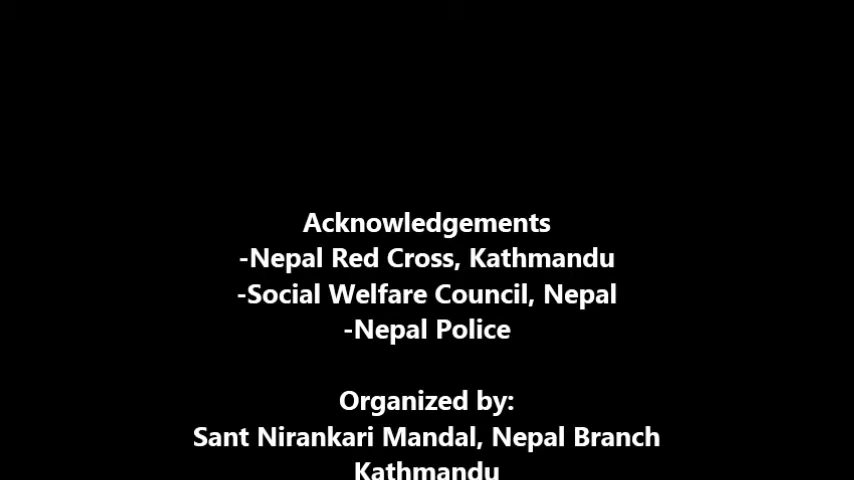 Acknowledgements
-Nepal Red Cross, Kathmandu
-Social Welfare Council, Nepal
-Nepal Police
Organized by:
Sant Nirankari Mandal, Nepal Branch
Kathmandu